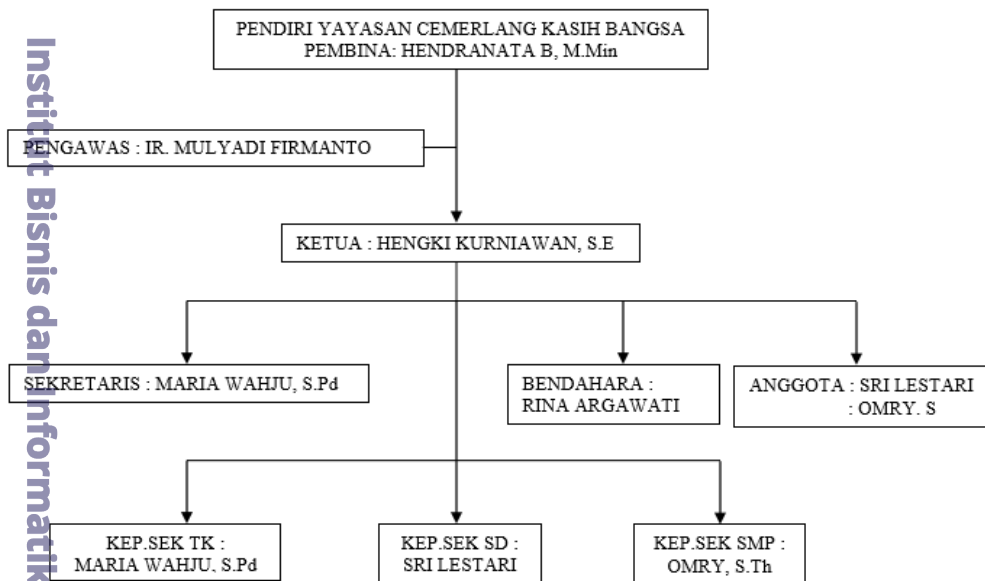 PENDIRI YAYASAN CEMERLANG KASIH BANGSA
PEMBINA: HENDRANATA B, M.Min
PENGAWAS : IR. MULYADI FIRMANTO
KETUA : HENGKI KURNIAWAN, S.E
SEKRETARIS : MARIA WAHJU, S.Pd
BENDAHARA :
RINA ARGAWATI
ANGGOTA : SRI LESTARI
: OMRY. S
KEP.SEK TK :
MARIA WAHJU, S.Pd
KEP.SEK SD :
SRI LESTARI
KEP.SEK SMP :
OMRY, S.Th
Institut Bisnis dan Informatik